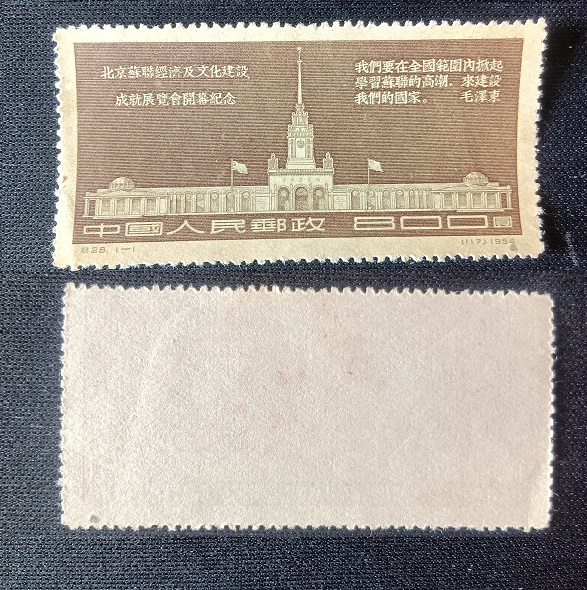 北京蘇聯經濟及文化建設
成就展覽會開幕紀念
我們要在全國範圍內掀起
學習蘇聯的高潮，來建設
我們的國家。 毛澤東
中國人民郵政 800圓
紀28. 1—1 (117) 1954